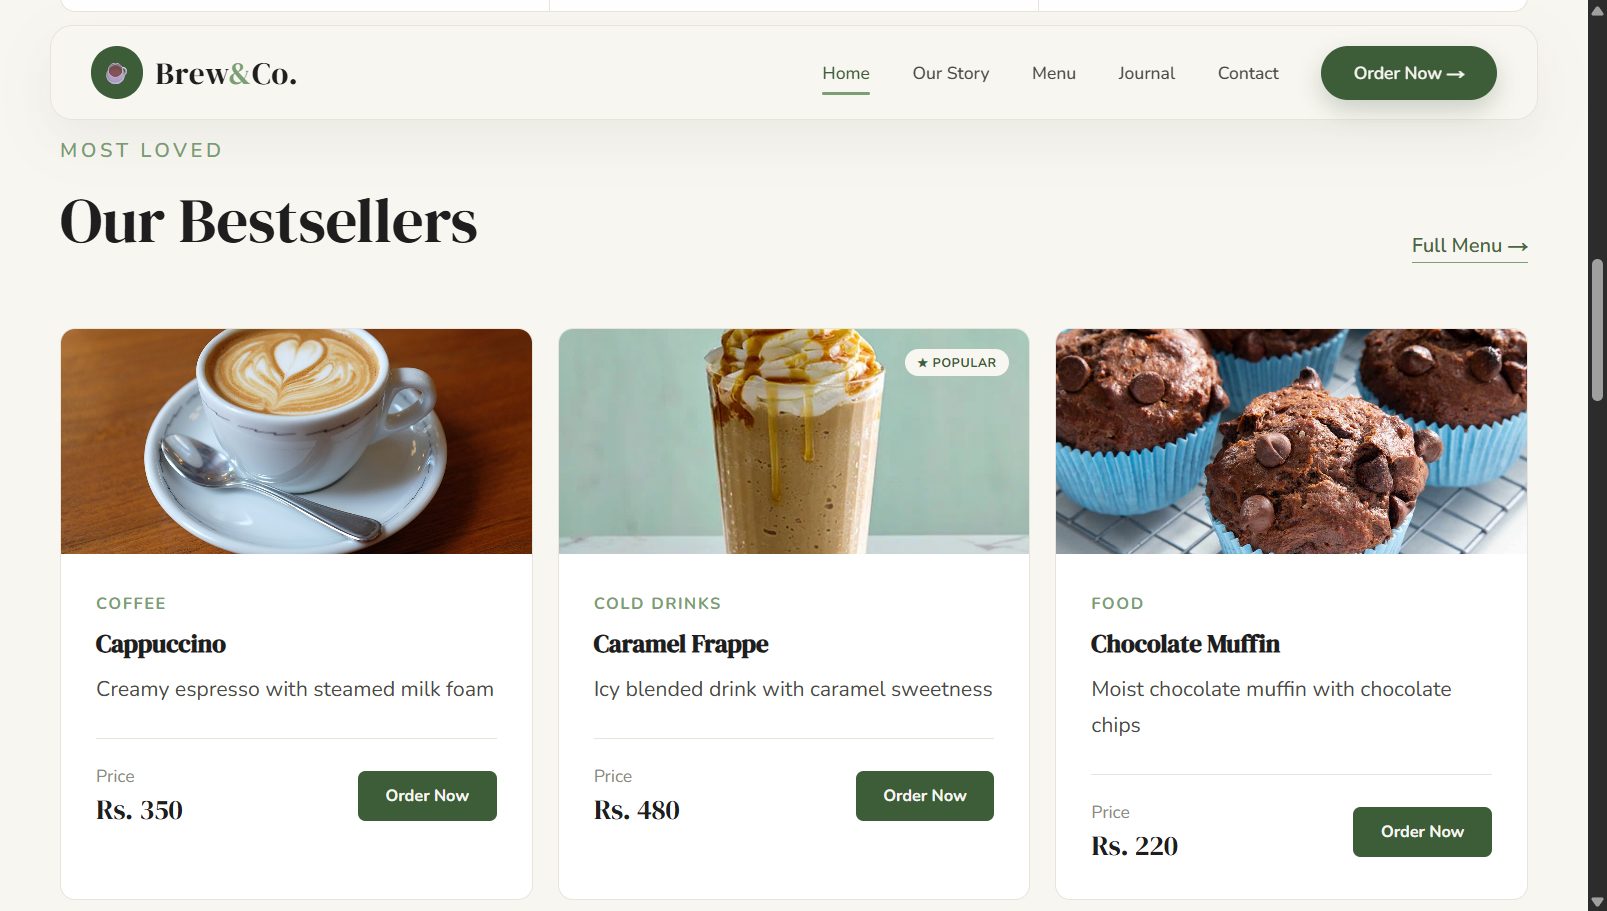 Brew&Co.
Home
Our Story
Menu
Journal
Contact
Order Now →
MOST LOVED
Our Bestsellers
Full Menu →
★ POPULAR
COFFEE
Cappuccino
Creamy espresso with steamed milk foam
Price
Rs. 350
Order Now
COLD DRINKS
Caramel Frappe
Icy blended drink with caramel sweetness
Price
Rs. 480
Order Now
FOOD
Chocolate Muffin
Moist chocolate muffin with chocolate
chips
Price
Rs. 220
Order Now